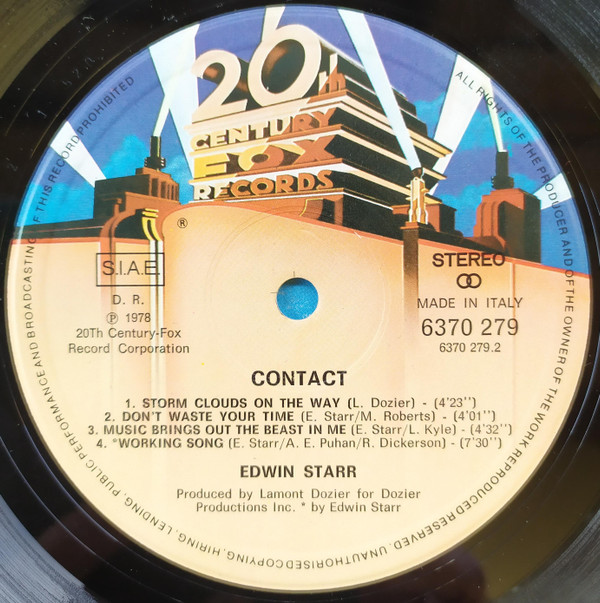 20th
CENTURY
FOX
RECORDS
®
ALL RIGHTS OF THE PRODUCER AND OF THE OWNER OF THE WORK REPRODUCED RESERVED. UNAUTHORISED COPYING, HIRING, LENDING, PUBLIC PERFORMANCE AND BROADCASTING OF THIS RECORD PROHIBITED
S.I.A.E.
D. R.
℗ 1978
20Th Century-Fox
Record Corporation
STEREO
MADE IN ITALY
6370 279
6370 279.2
CONTACT
1. STORM CLOUDS ON THE WAY (L. Dozier) - (4'23'')
2. DON'T WASTE YOUR TIME (E. Starr/M. Roberts) - (4'01'')
3. MUSIC BRINGS OUT THE BEAST IN ME (E. Starr/L. Kyle) - (4'32'')
4. *WORKING SONG (E. Starr/A. E. Puhan/R. Dickerson) - (7'30'')
EDWIN STARR
Produced by Lamont Dozier for Dozier
Productions Inc. * by Edwin Starr